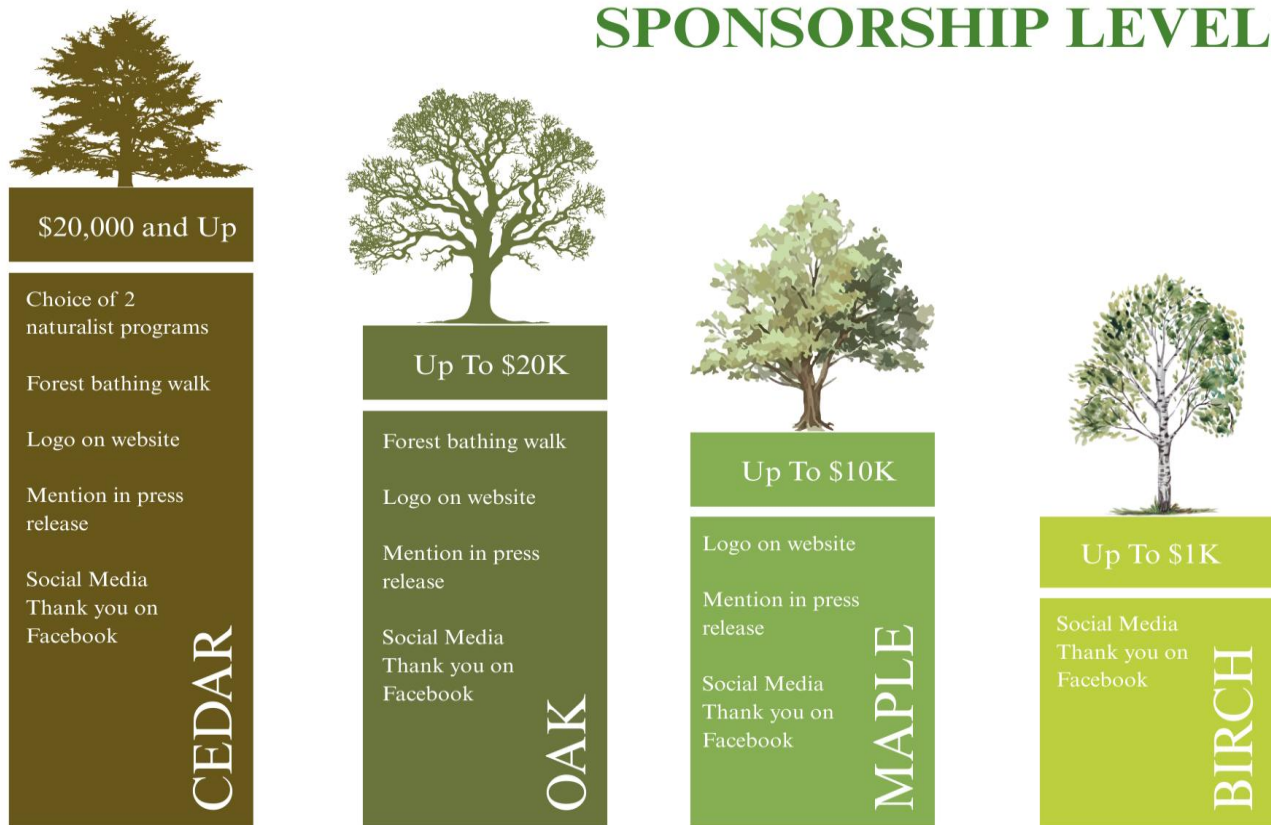 SPONSORSHIP LEVEL
$20,000 and Up
Choice of 2
naturalist programs
Forest bathing walk
Logo on website
Mention in press
release
Social Media
Thank you on
Facebook
CEDAR
Up To $20K
Forest bathing walk
Logo on website
Mention in press
release
Social Media
Thank you on
Facebook
OAK
Up To $10K
Logo on website
Mention in press
release
Social Media
Thank you on
Facebook
MAPLE
Up To $1K
Social Media
Thank you on
Facebook
BIRCH